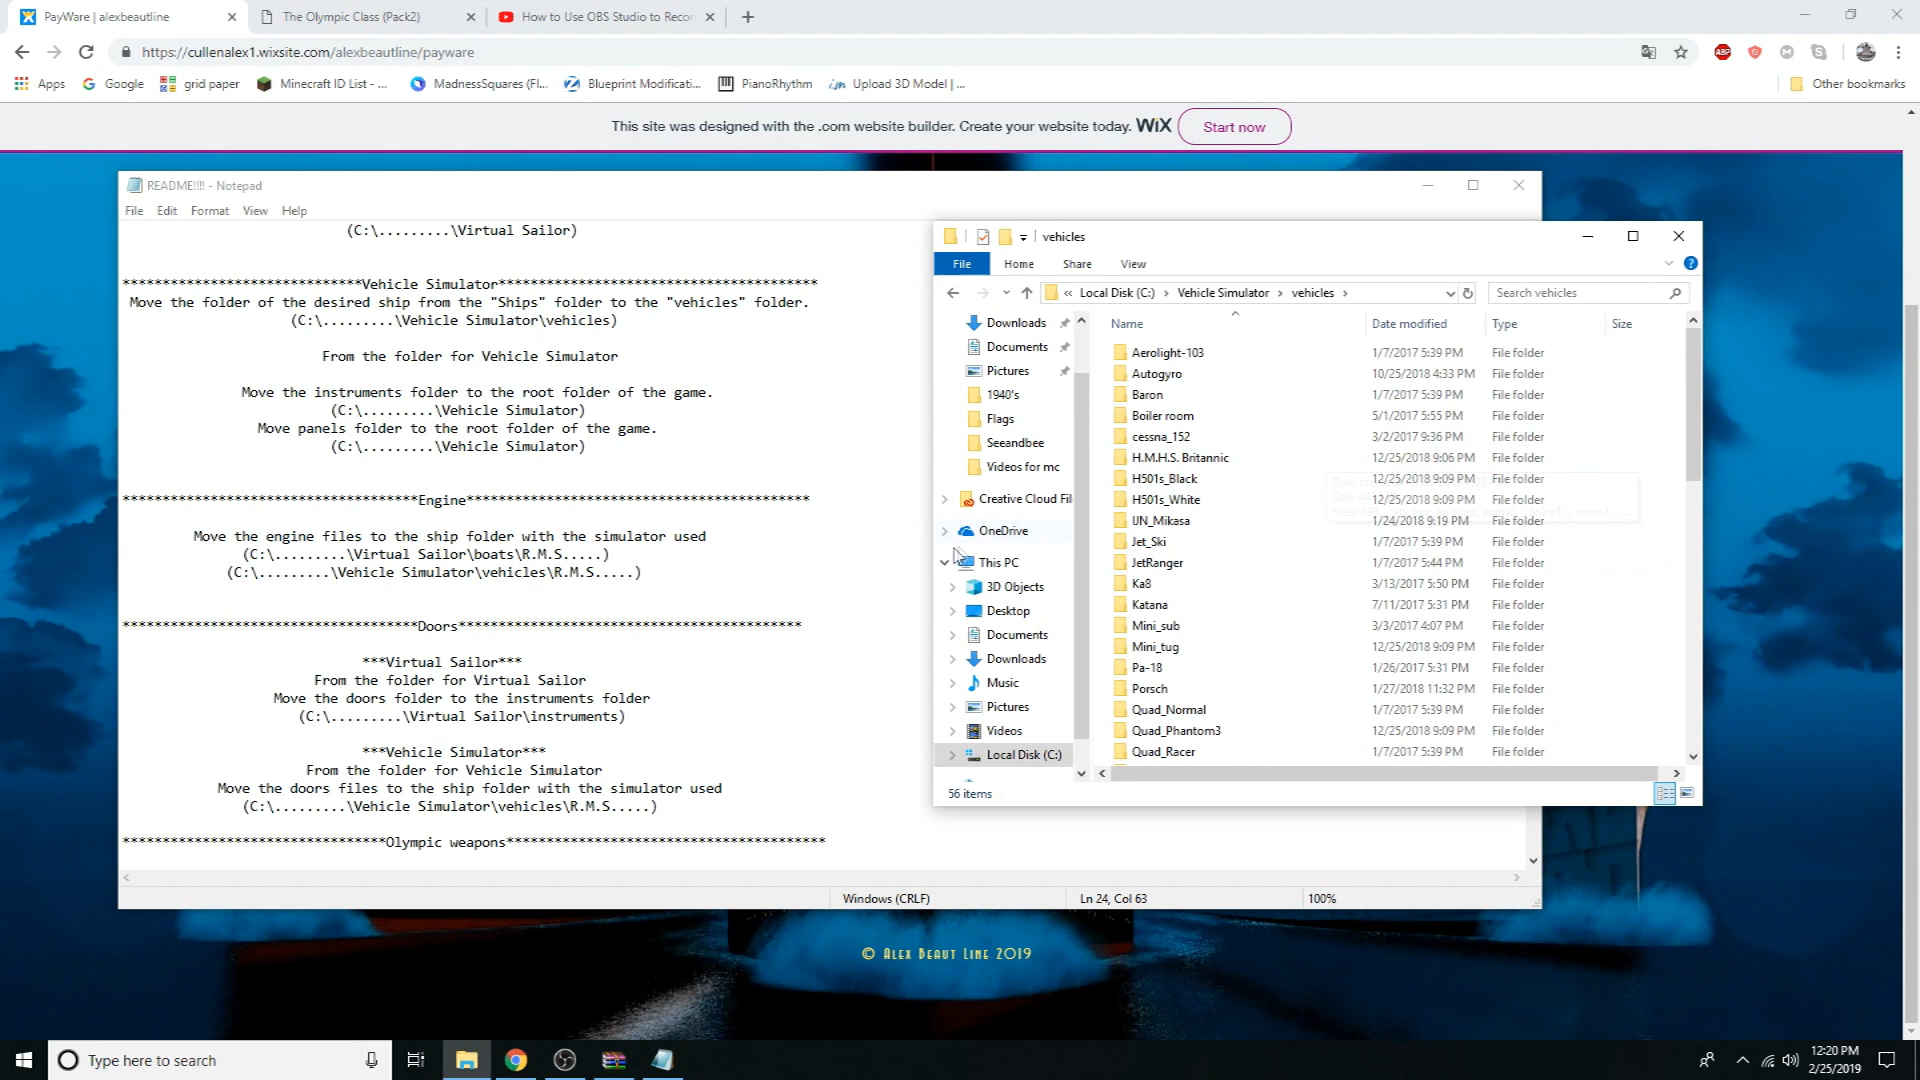 PayWare | alexbeautline
The Olympic Class (Pack2)
How to Use OBS Studio to Recor
https://cullenalex1.wixsite.com/alexbeautline/payware
ABP
Apps
Google
grid paper
Minecraft ID List - ...
MadnessSquares (Fl...
Blueprint Modificati...
PianoRhythm
Upload 3D Model | ...
Other bookmarks
This site was designed with the .com website builder. Create your website today. WiX
Start now
README!!!! - Notepad
File Edit Format View Help
(C:\.........\Virtual Sailor)
******************************Vehicle Simulator****************************************
Move the folder of the desired ship from the "Ships" folder to the "vehicles" folder.
(C:\.........\Vehicle Simulator\vehicles)
From the folder for Vehicle Simulator
Move the instruments folder to the root folder of the game.
(C:\.........\Vehicle Simulator)
Move panels folder to the root folder of the game.
(C:\.........\Vehicle Simulator)
*************************************Engine*******************************************
Move the engine files to the ship folder with the simulator used
(C:\.........\Virtual Sailor\boats\R.M.S.....)
(C:\.........\Vehicle Simulator\vehicles\R.M.S.....)
*************************************Doors*******************************************
***Virtual Sailor***
From the folder for Virtual Sailor
Move the doors folder to the instruments folder
(C:\.........\Virtual Sailor\instruments)
***Vehicle Simulator***
From the folder for Vehicle Simulator
Move the doors files to the ship folder with the simulator used
(C:\.........\Vehicle Simulator\vehicles\R.M.S.....)
*********************************Olympic weapons****************************************
Windows (CRLF)
Ln 24, Col 63
100%
vehicles
File Home Share View
« Local Disk (C:) › Vehicle Simulator › vehicles ›
Search vehicles
Downloads
Documents
Pictures
1940's
Flags
Seeandbee
Videos for mc
Creative Cloud Fil
OneDrive
This PC
3D Objects
Desktop
Documents
Downloads
Music
Pictures
Videos
Local Disk (C:)
Name Date modified Type Size
Aerolight-103 1/7/2017 5:39 PM File folder
Autogyro 10/25/2018 4:33 PM File folder
Baron 1/7/2017 5:39 PM File folder
Boiler room 5/1/2017 5:55 PM File folder
cessna_152 3/2/2017 9:36 PM File folder
H.M.H.S. Britannic 12/25/2018 9:06 PM File folder
H501s_Black 12/25/2018 9:09 PM File folder
H501s_White 12/25/2018 9:09 PM File folder
IJN_Mikasa 1/24/2018 9:19 PM File folder
Jet_Ski 1/7/2017 5:39 PM File folder
JetRanger 1/7/2017 5:44 PM File folder
Ka8 3/13/2017 5:50 PM File folder
Katana 7/11/2017 5:31 PM File folder
Mini_sub 3/3/2017 4:07 PM File folder
Mini_tug 12/25/2018 9:09 PM File folder
Pa-18 1/26/2017 5:31 PM File folder
Porsch 1/27/2018 11:32 PM File folder
Quad_Normal 1/7/2017 5:39 PM File folder
Quad_Phantom3 12/25/2018 9:09 PM File folder
Quad_Racer 1/7/2017 5:39 PM File folder
56 items
© Alex Beaut Line 2019
Type here to search
12:20 PM
2/25/2019